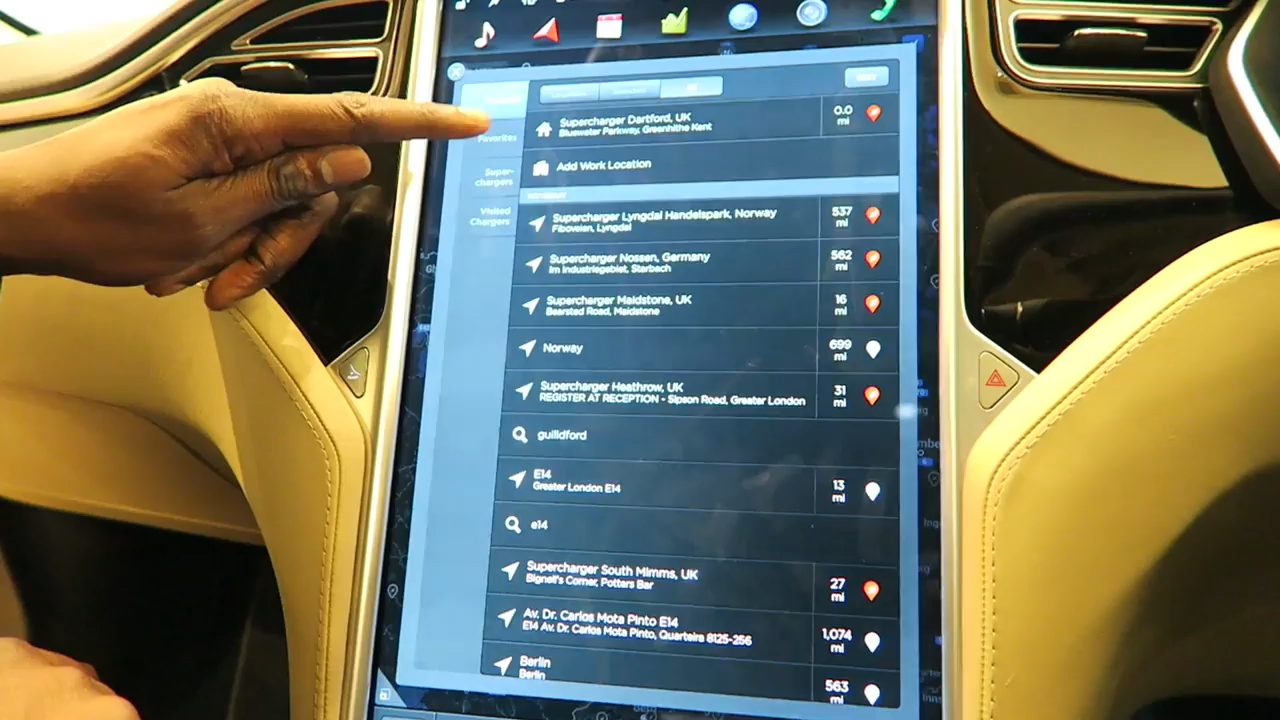 Supercharger Dartford, UK
Bluewater Parkway, Greenhithe Kent
0.0
mi
Favorites
Add Work Location
Super-
chargers
Visited
Chargers
Supercharger Lyngdal Handelspark, Norway
Fiboveien, Lyngdal
537
mi
Supercharger Nossen, Germany
Im Industriegebiet, Starbach
562
mi
Supercharger Maidstone, UK
Bearsted Road, Maidstone
16
mi
Norway
699
mi
Supercharger Heathrow, UK
REGISTER AT RECEPTION - Sipson Road, Greater London
31
mi
guilldford
E14
Greater London E14
13
mi
e14
Supercharger South Mimms, UK
Bignell's Corner, Potters Bar
27
mi
Av. Dr. Carlos Mota Pinto E14
E14 Av. Dr. Carlos Mota Pinto, Quarteira 8125-256
1,074
mi
Berlin
Berlin
563
mi